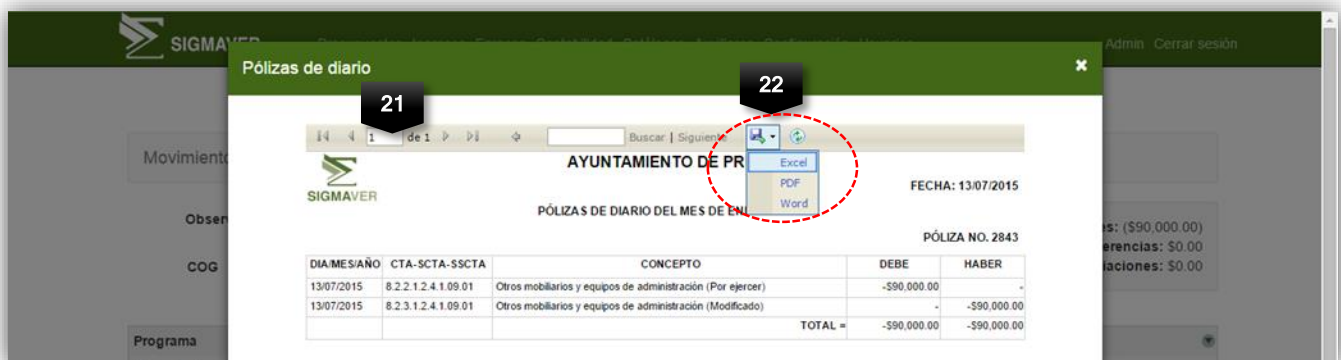 SIGMAVER Admin Cerrar sesión
Pólizas de diario
21
22
1 de 1 Buscar | Siguiente
Excel
PDF
Word
SIGMAVER
AYUNTAMIENTO DE PR
FECHA: 13/07/2015
PÓLIZAS DE DIARIO DEL MES DE
PÓLIZA NO. 2843
DIA/MES/AÑO CTA-SCTA-SSCTA CONCEPTO DEBE HABER
13/07/2015 8.2.2.1.2.4.1.09.01 Otros mobiliarios y equipos de administración (Por ejercer) -$90,000.00 -
13/07/2015 8.2.3.1.2.4.1.09.01 Otros mobiliarios y equipos de administración (Modificado) - -$90,000.00
TOTAL = -$90,000.00 -$90,000.00
Movimiento
Obser
COG
es: ($90,000.00)
erencias: $0.00
iaciones: $0.00
Programa